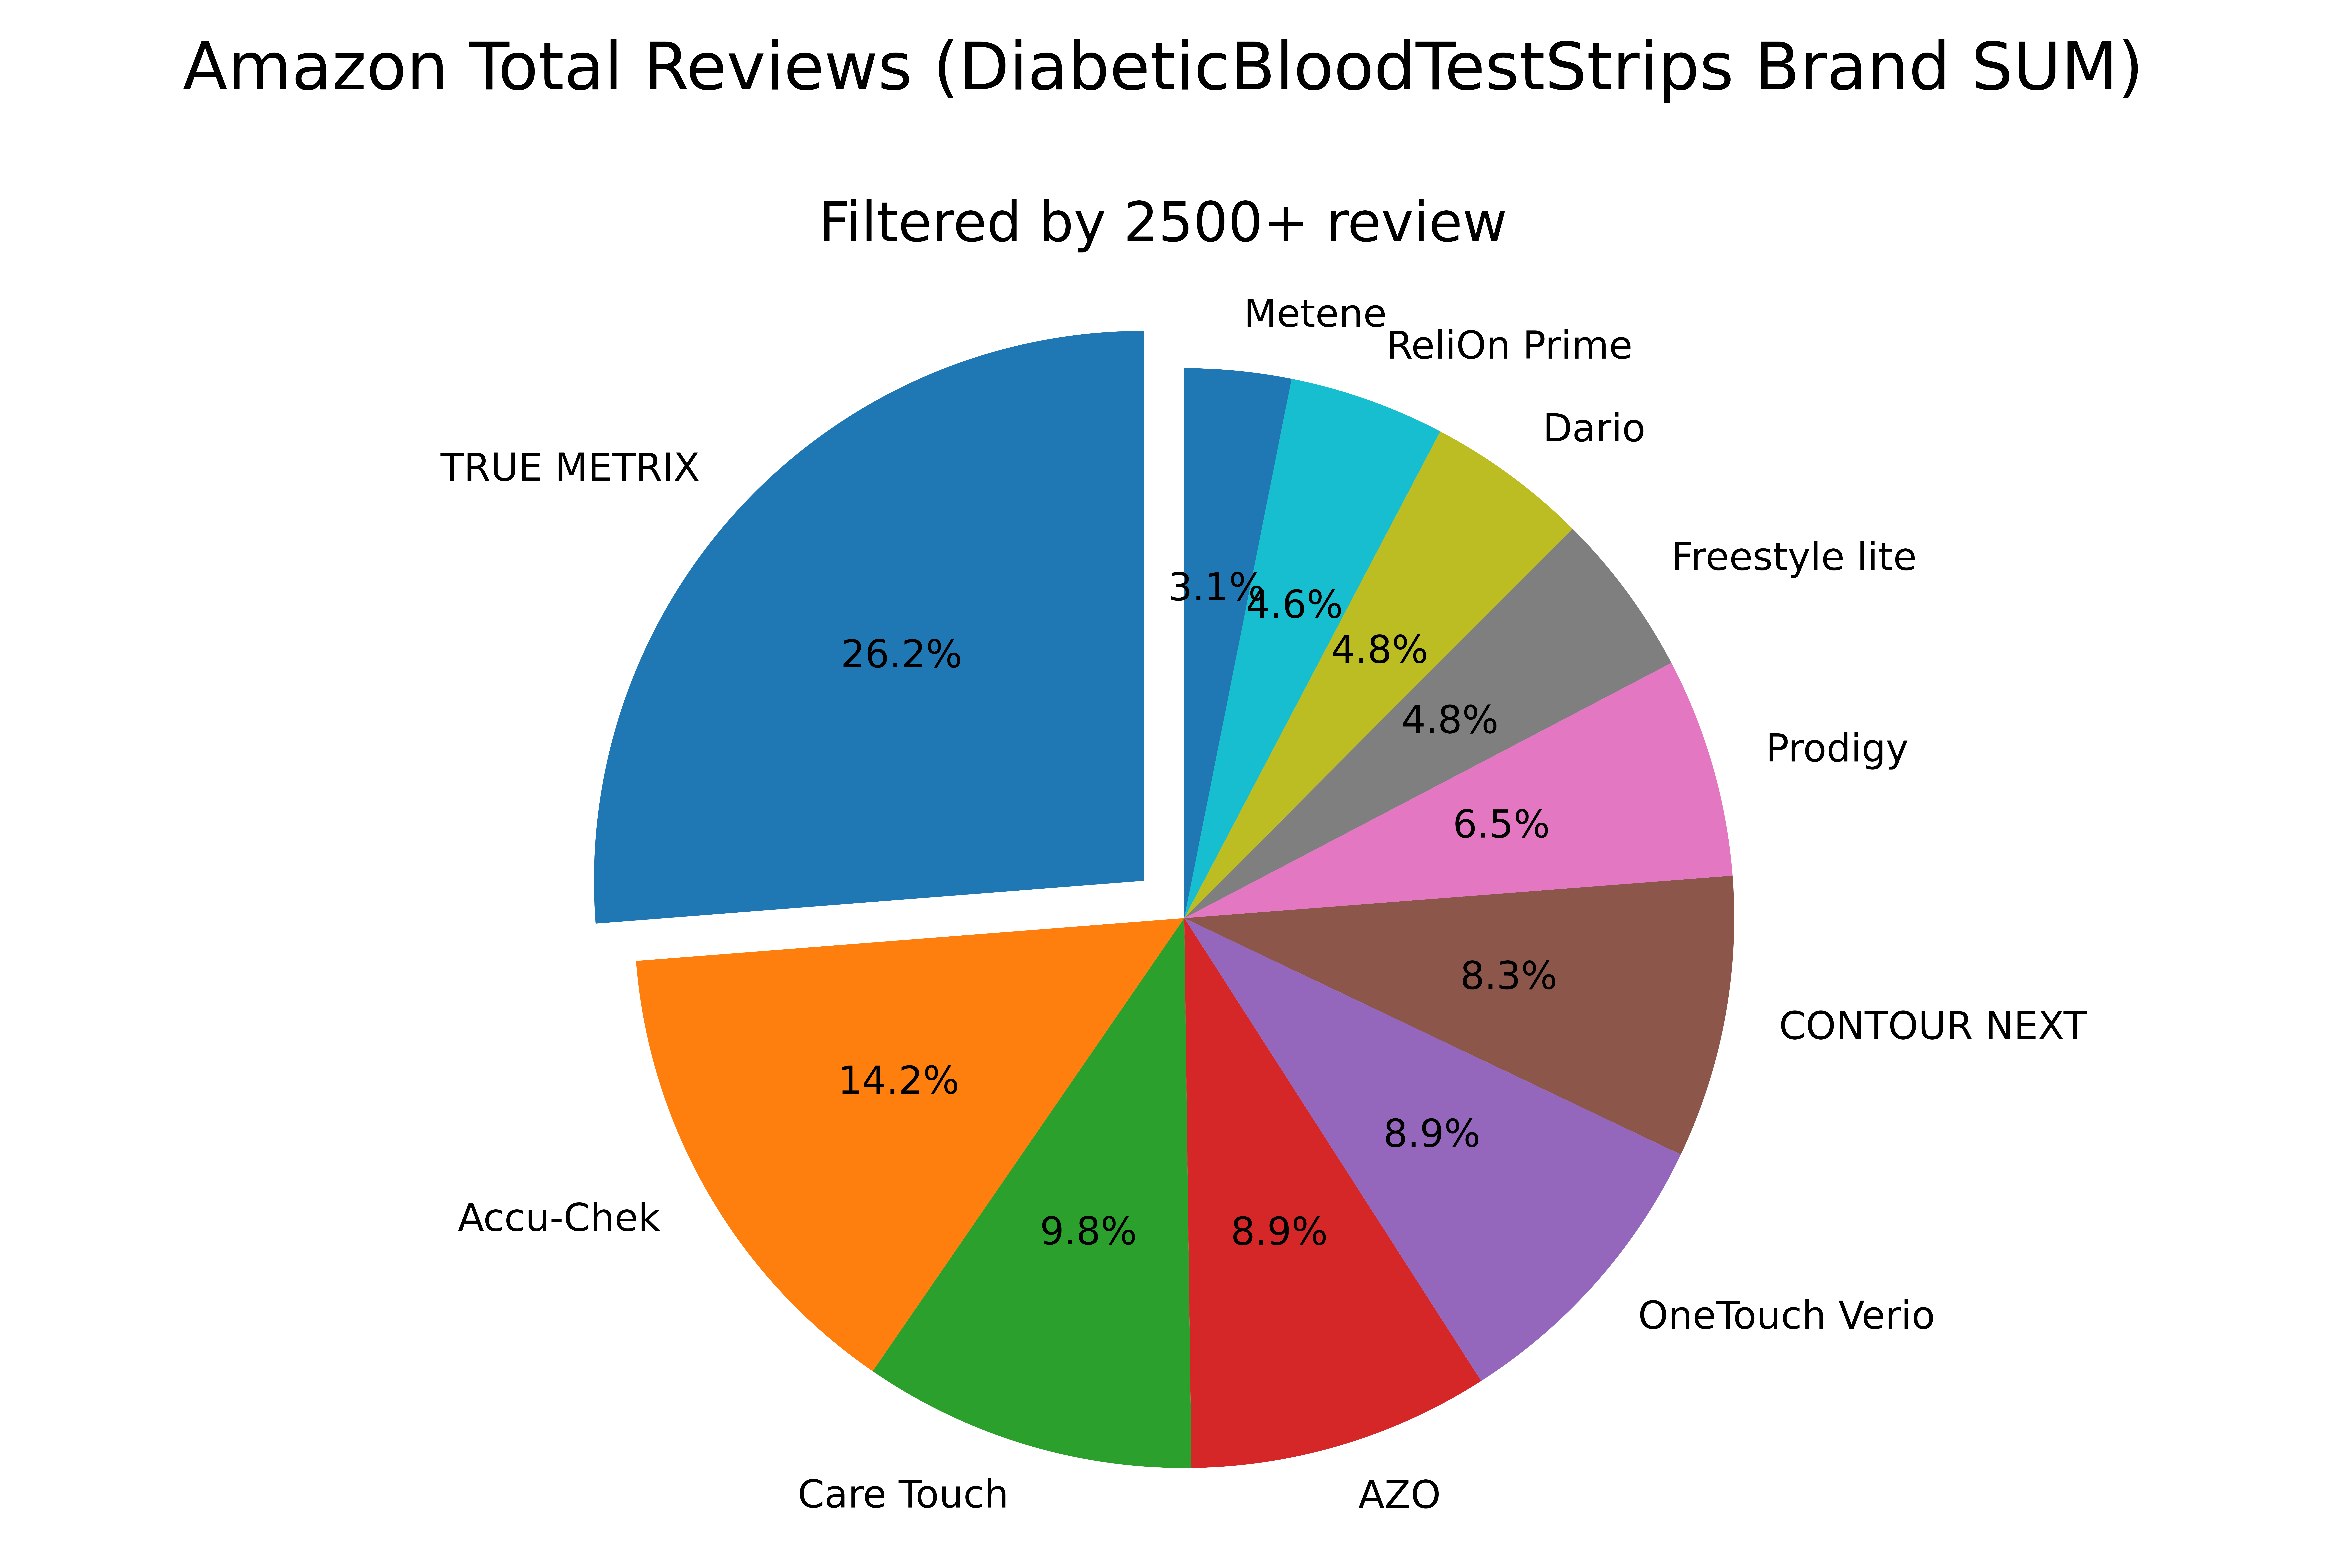 Amazon Total Reviews (DiabeticBloodTestStrips Brand SUM)
Filtered by 2500+ review
Metene
ReliOn Prime
Dario
TRUE METRIX
Freestyle lite
3.1%
4.6%
4.8%
26.2%
4.8%
Prodigy
6.5%
8.3%
CONTOUR NEXT
14.2%
8.9%
Accu-Chek
9.8%
8.9%
OneTouch Verio
Care Touch
AZO